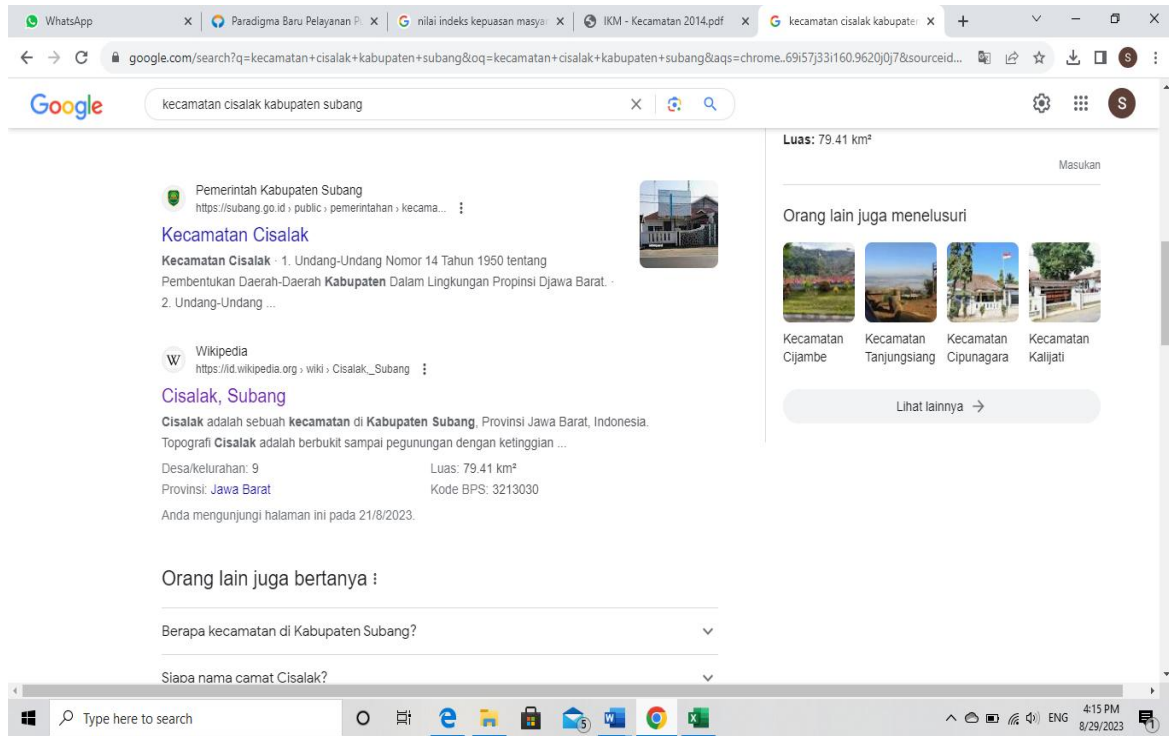 WhatsApp
Paradigma Baru Pelayanan P
nilai indeks kepuasan masyar
IKM - Kecamatan 2014.pdf
kecamatan cisalak kabupaten
google.com/search?q=kecamatan+cisalak+kabupaten+subang&oq=kecamatan+cisalak+kabupaten+subang&aqs=chrome..69i57j33i160.9620j0j7&sourceid...
S
Google
kecamatan cisalak kabupaten subang
S
Luas: 79.41 km²
Masukan
Pemerintah Kabupaten Subang
https://subang.go.id › public › pemerintahan › kecama...
Kecamatan Cisalak
Kecamatan Cisalak · 1. Undang-Undang Nomor 14 Tahun 1950 tentang
Pembentukan Daerah-Daerah Kabupaten Dalam Lingkungan Propinsi Djawa Barat. ·
2. Undang-Undang ...
W
Wikipedia
https://id.wikipedia.org › wiki › Cisalak,_Subang
Cisalak, Subang
Cisalak adalah sebuah kecamatan di Kabupaten Subang, Provinsi Jawa Barat, Indonesia.
Topografi Cisalak adalah berbukit sampai pegunungan dengan ketinggian ...
Desa/kelurahan: 9
Luas: 79.41 km²
Provinsi: Jawa Barat
Kode BPS: 3213030
Anda mengunjungi halaman ini pada 21/8/2023.
Orang lain juga bertanya
Berapa kecamatan di Kabupaten Subang?
Siapa nama camat Cisalak?
Orang lain juga menelusuri
Kecamatan
Cijambe
Kecamatan
Tanjungsiang
Kecamatan
Cipunagara
Kecamatan
Kalijati
Lihat lainnya
Type here to search
5
ENG
4:15 PM
8/29/2023
1